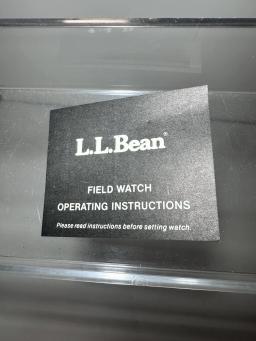 L.L.Bean®
FIELD WATCH
OPERATING INSTRUCTIONS
Please read instructions before setting watch.